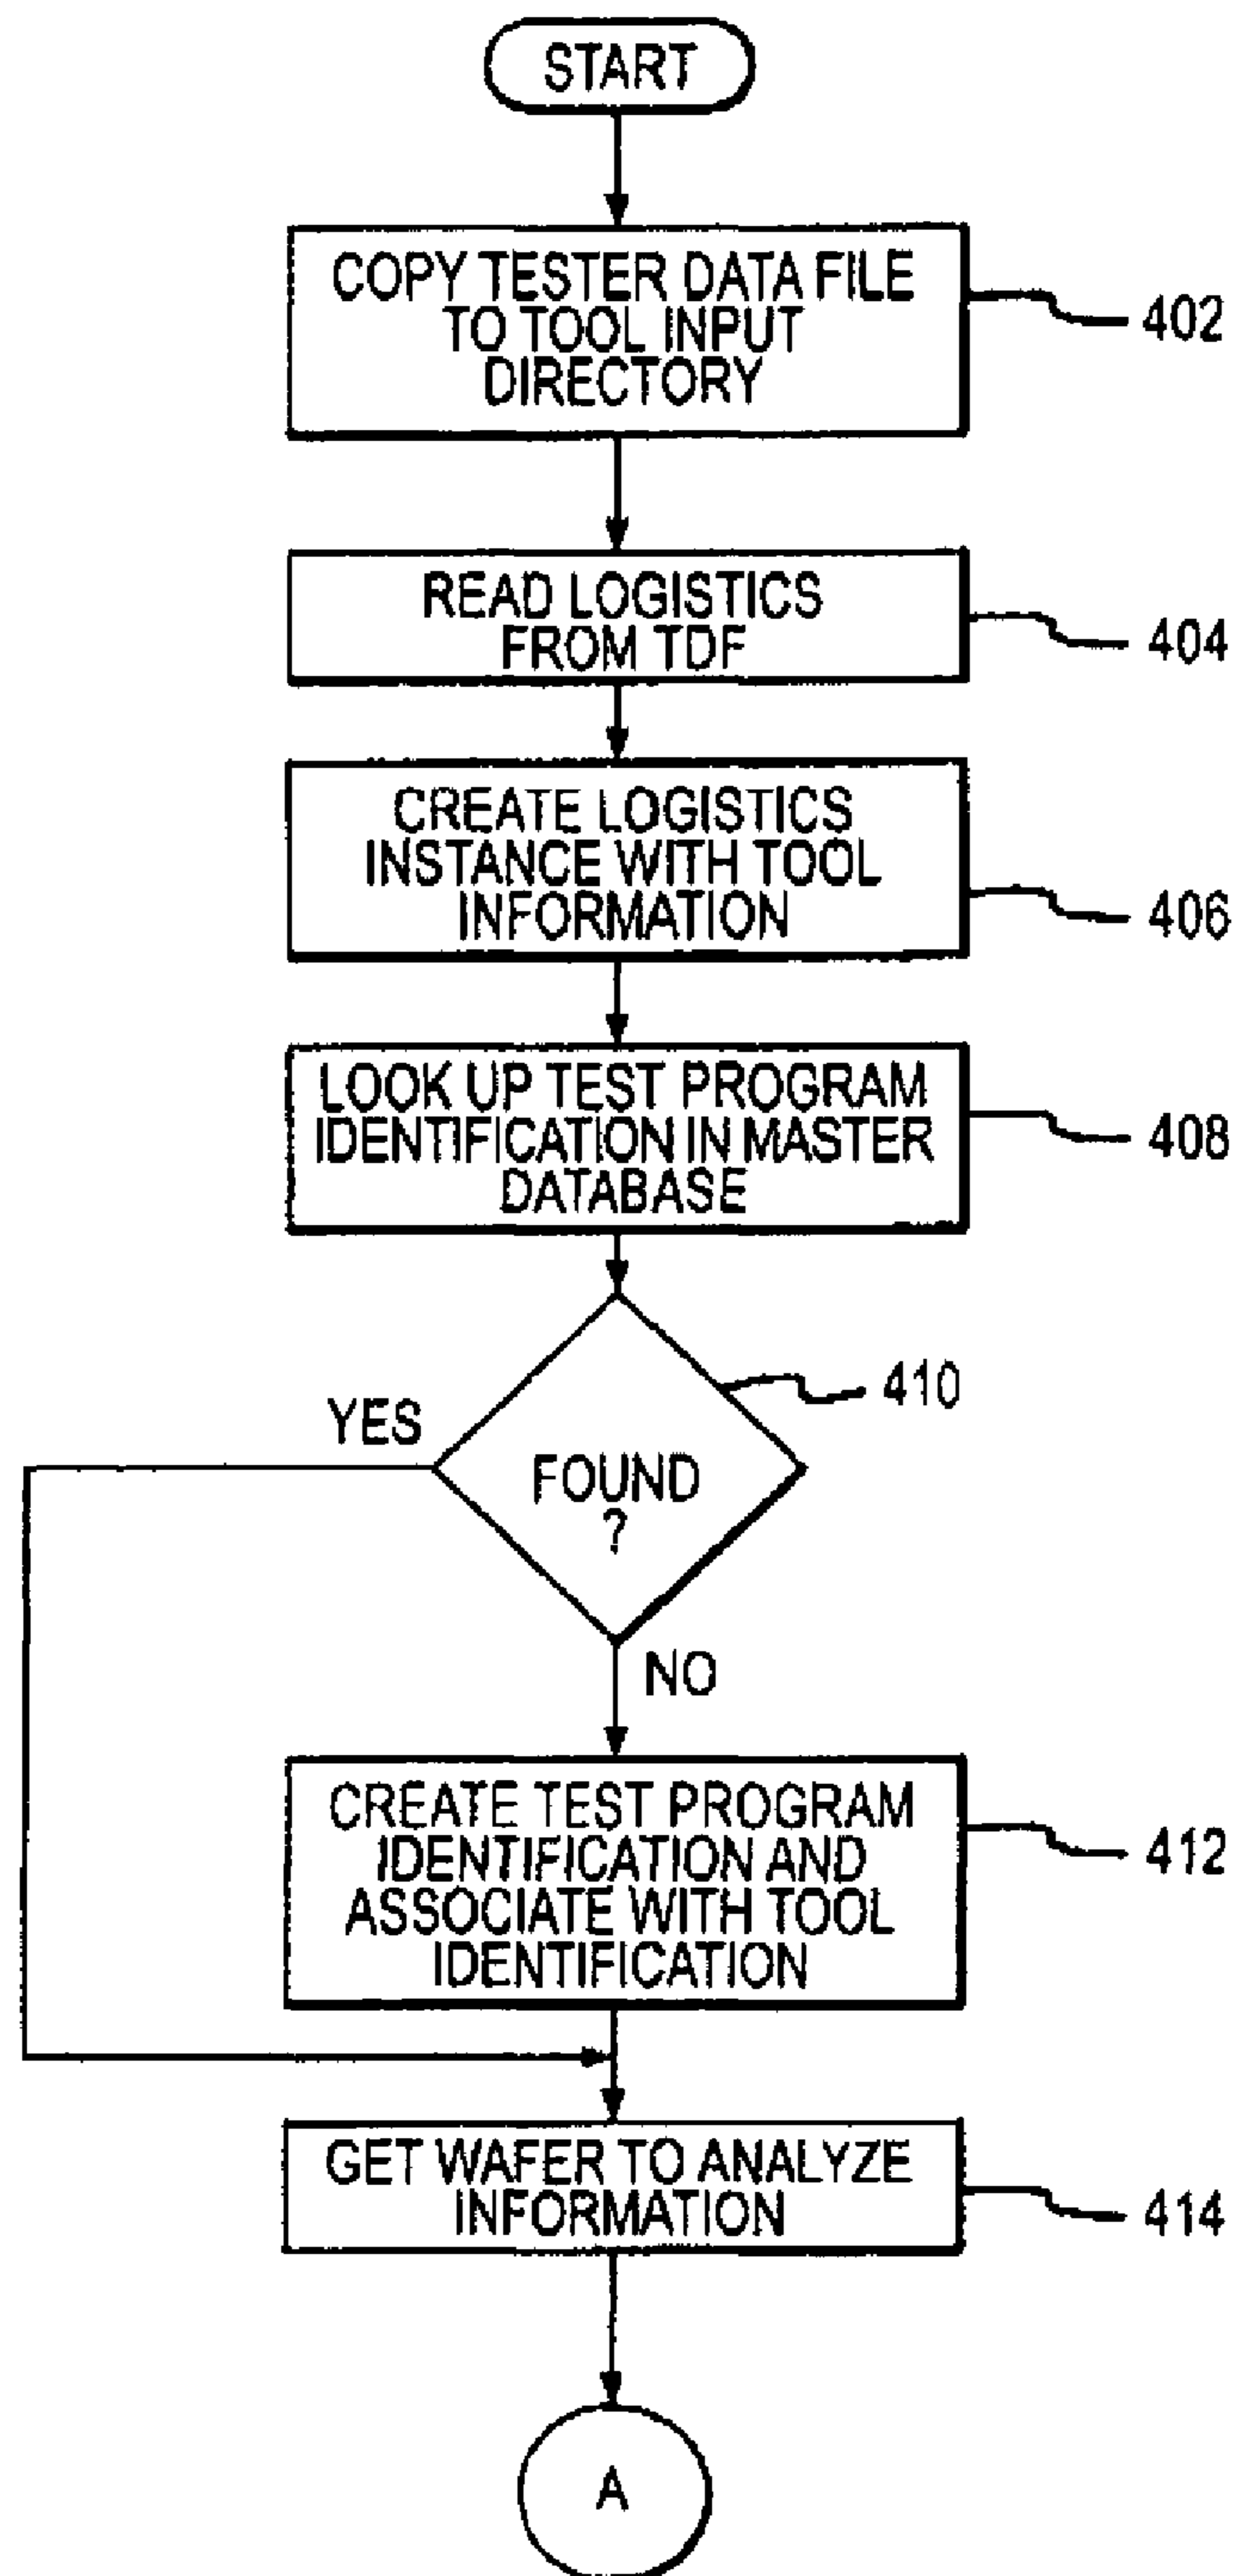 START
COPY TESTER DATA FILE
TO TOOL INPUT
DIRECTORY
402
READ LOGISTICS
FROM TDF
404
CREATE LOGISTICS
INSTANCE WITH TOOL
INFORMATION
406
LOOK UP TEST PROGRAM
IDENTIFICATION IN MASTER
DATABASE
408
410
YES
FOUND
?
NO
CREATE TEST PROGRAM
IDENTIFICATION AND
ASSOCIATE WITH TOOL
IDENTIFICATION
412
GET WAFER TO ANALYZE
INFORMATION
414
A